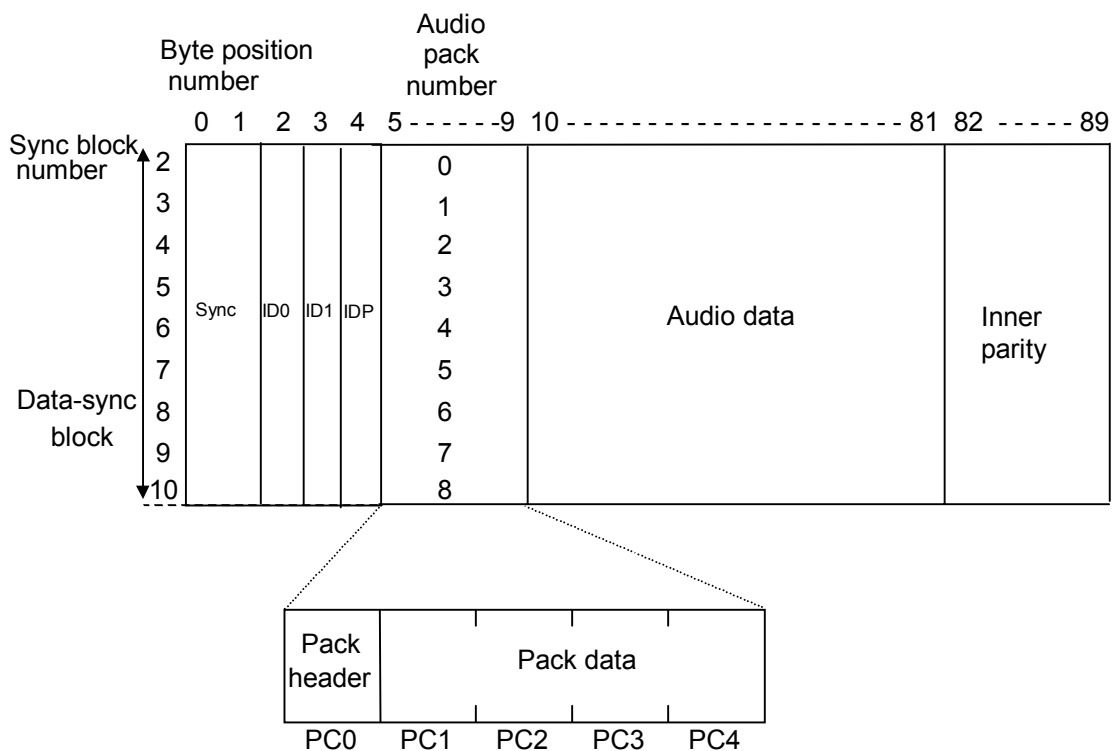 Byte position
number
Audio
pack
number
0 1 2 3 4 5 - - - - - -9 10 - - - - - - - - - - - - - - - - - - - - - - - - 81 82 - - - - - 89
Sync block
number
2
3
4
5
6
7
8
9
10
Data-sync
block
Sync
ID0
ID1
IDP
0
1
2
3
4
5
6
7
8
Audio data
Inner
parity
Pack
header
Pack data
PC0 PC1 PC2 PC3 PC4